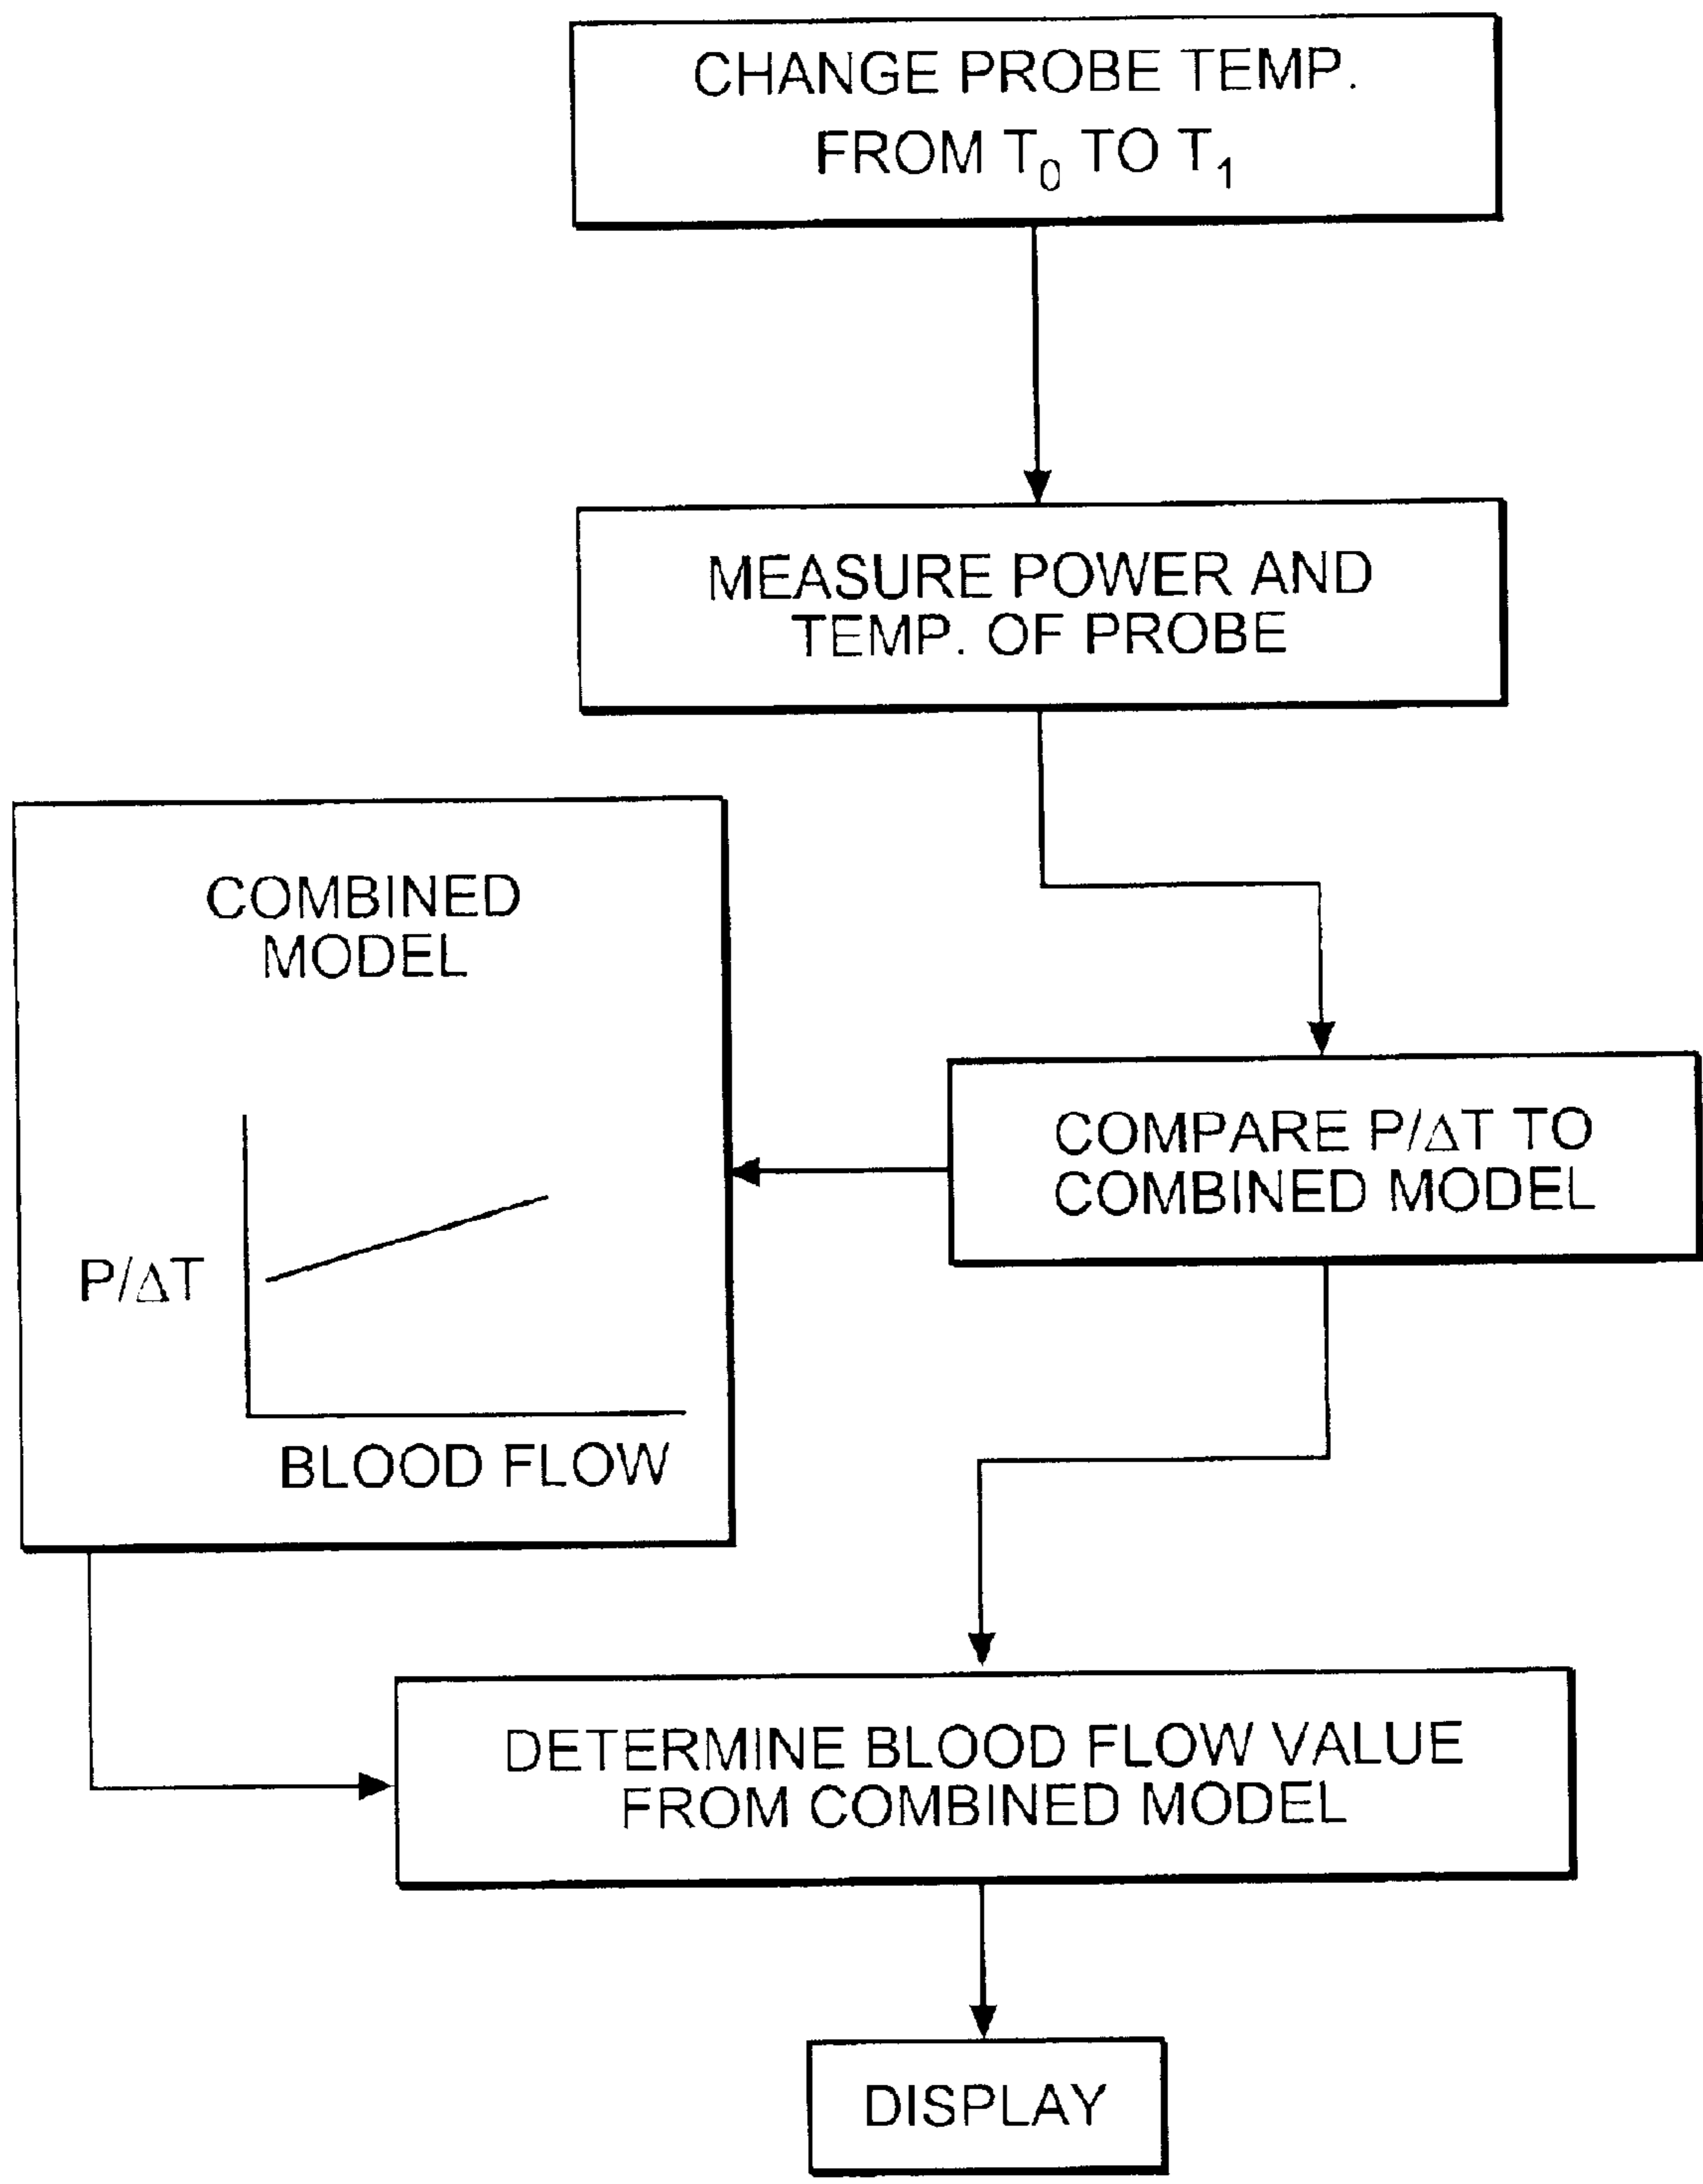 CHANGE PROBE TEMP.
FROM T₀ TO T₁
MEASURE POWER AND
TEMP. OF PROBE
COMBINED
MODEL
P/ΔT
BLOOD FLOW
COMPARE P/ΔT TO
COMBINED MODEL
DETERMINE BLOOD FLOW VALUE
FROM COMBINED MODEL
DISPLAY